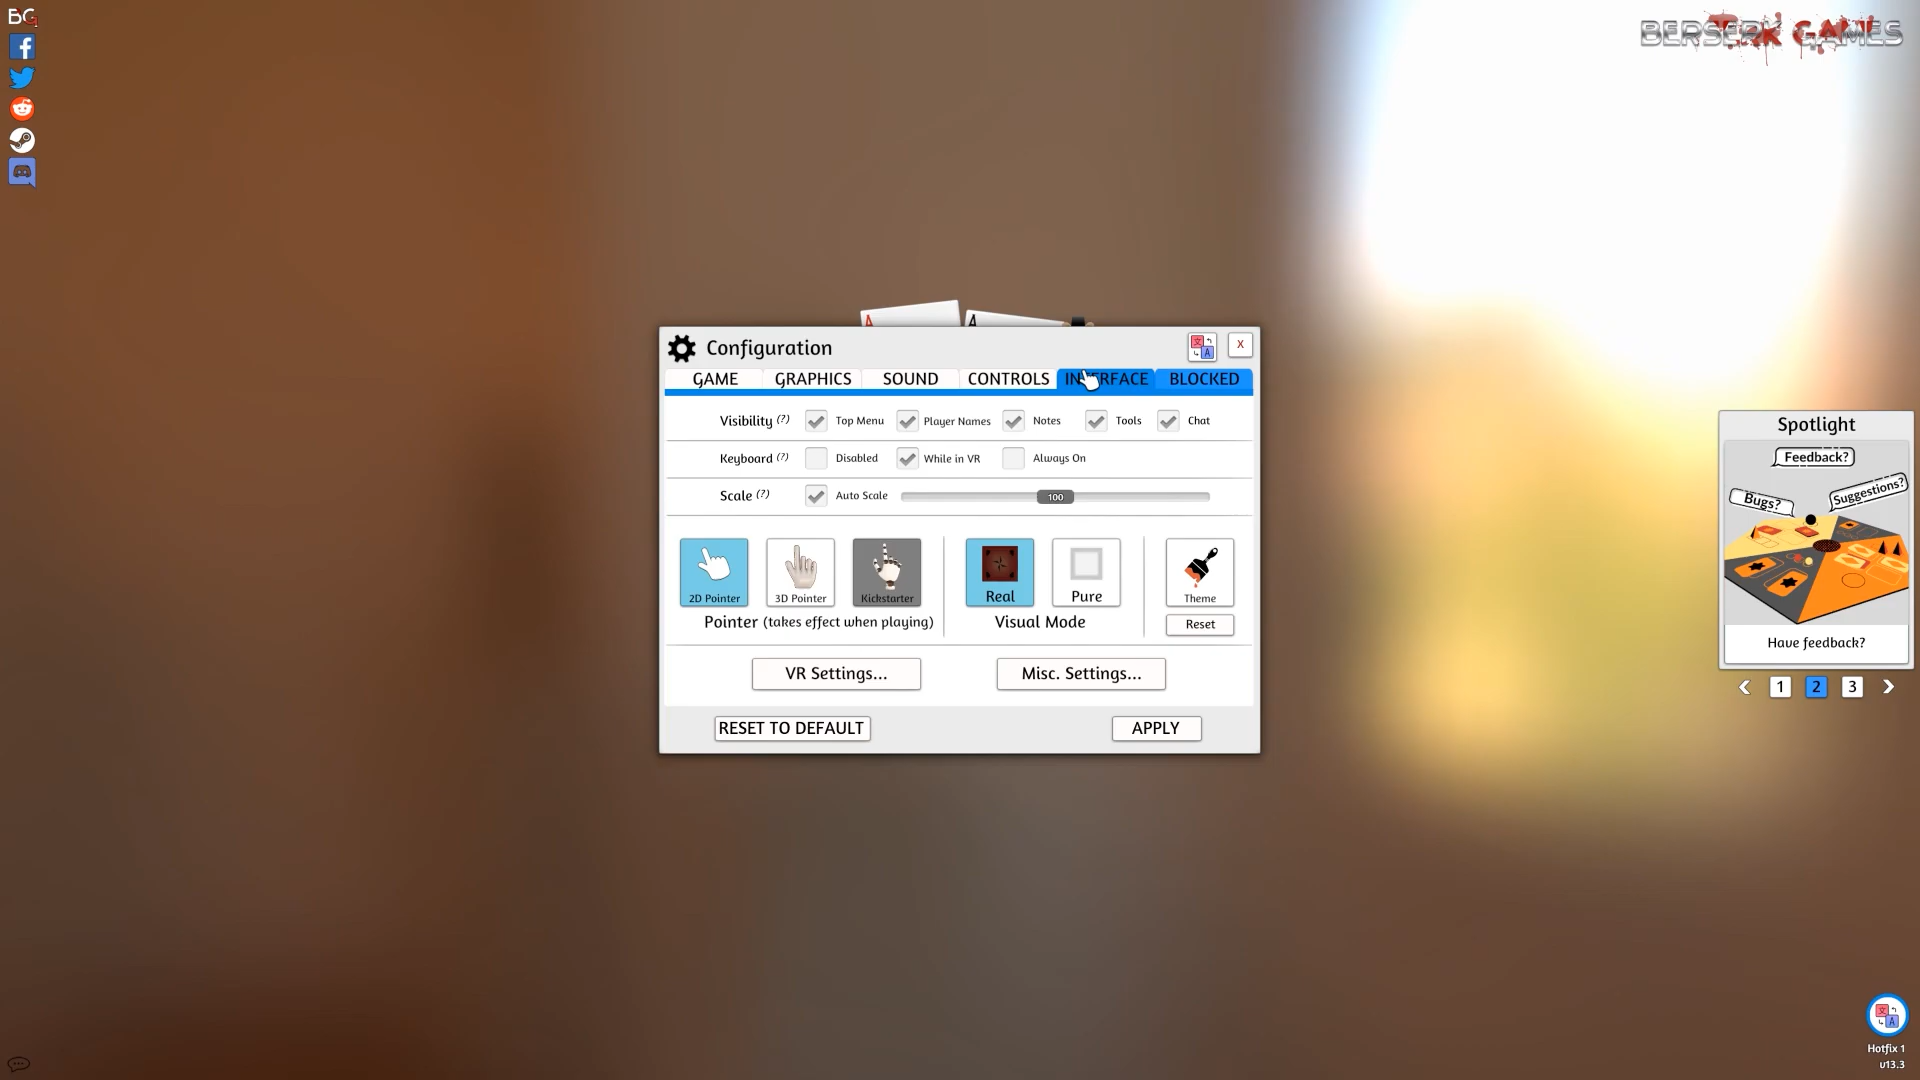 BG
BERSERK GAMES
A A
Configuration
X
GAME GRAPHICS SOUND CONTROLS INTERFACE BLOCKED
Visibility (?) Top Menu Player Names Notes Tools Chat
Keyboard (?) Disabled While in VR Always On
Scale (?) Auto Scale 100
2D Pointer 3D Pointer Kickstarter Real Pure Theme
Pointer (takes effect when playing) Visual Mode Reset
VR Settings... Misc. Settings...
RESET TO DEFAULT APPLY
Spotlight
Feedback?
Bugs? Suggestions?
Have feedback?
1 2 3
文 A
Hotfix 1
v13.3